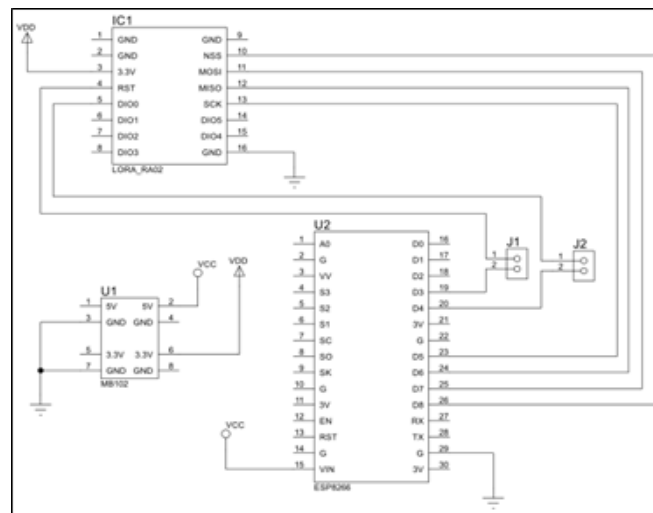 IC1
VDD
1 GND GND 9
2 GND NSS 10
3 3.3V MOSI 11
4 RST MISO 12
5 DIO0 SCK 13
6 DIO1 DIO5 14
7 DIO2 DIO4 15
8 DIO3 GND 16
LORA_RA02
U2
J1
J2
1
2
1
2
1 A0 D0 16
2 G D1 17
3 VV D2 18
4 S3 D3 19
5 S2 D4 20
6 S1 3V 21
7 SC G 22
8 SO D5 23
9 SK D6 24
10 G D7 25
11 3V D8 26
12 EN RX 27
13 RST TX 28
14 G G 29
15 VIN 3V 30
ESP8266
VCC
VDD
U1
1 5V 5V 2
3 GND GND 4
5 3.3V 3.3V 6
7 GND GND 8
MB102
VCC